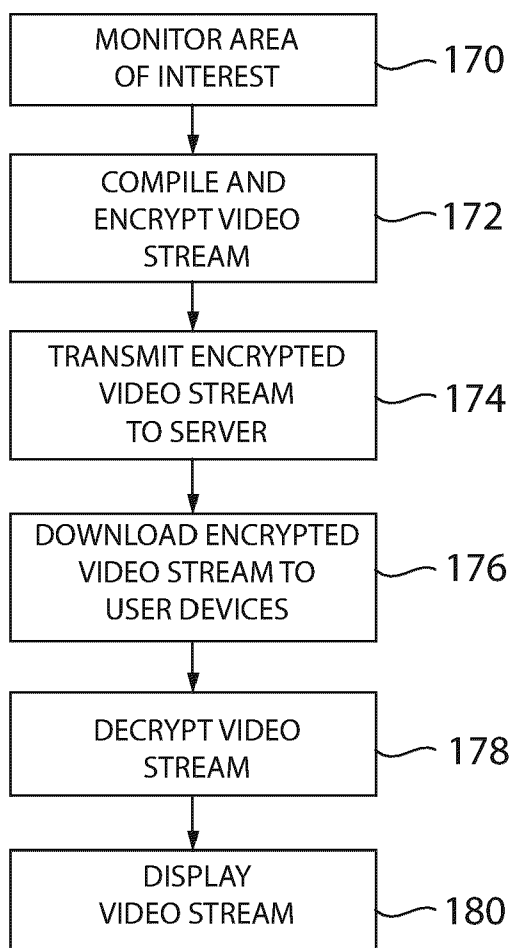 MONITOR AREA
OF INTEREST
170
COMPILE AND
ENCRYPT VIDEO
STREAM
172
TRANSMIT ENCRYPTED
VIDEO STREAM
TO SERVER
174
DOWNLOAD ENCRYPTED
VIDEO STREAM TO
USER DEVICES
176
DECRYPT VIDEO
STREAM
178
DISPLAY
VIDEO STREAM
180